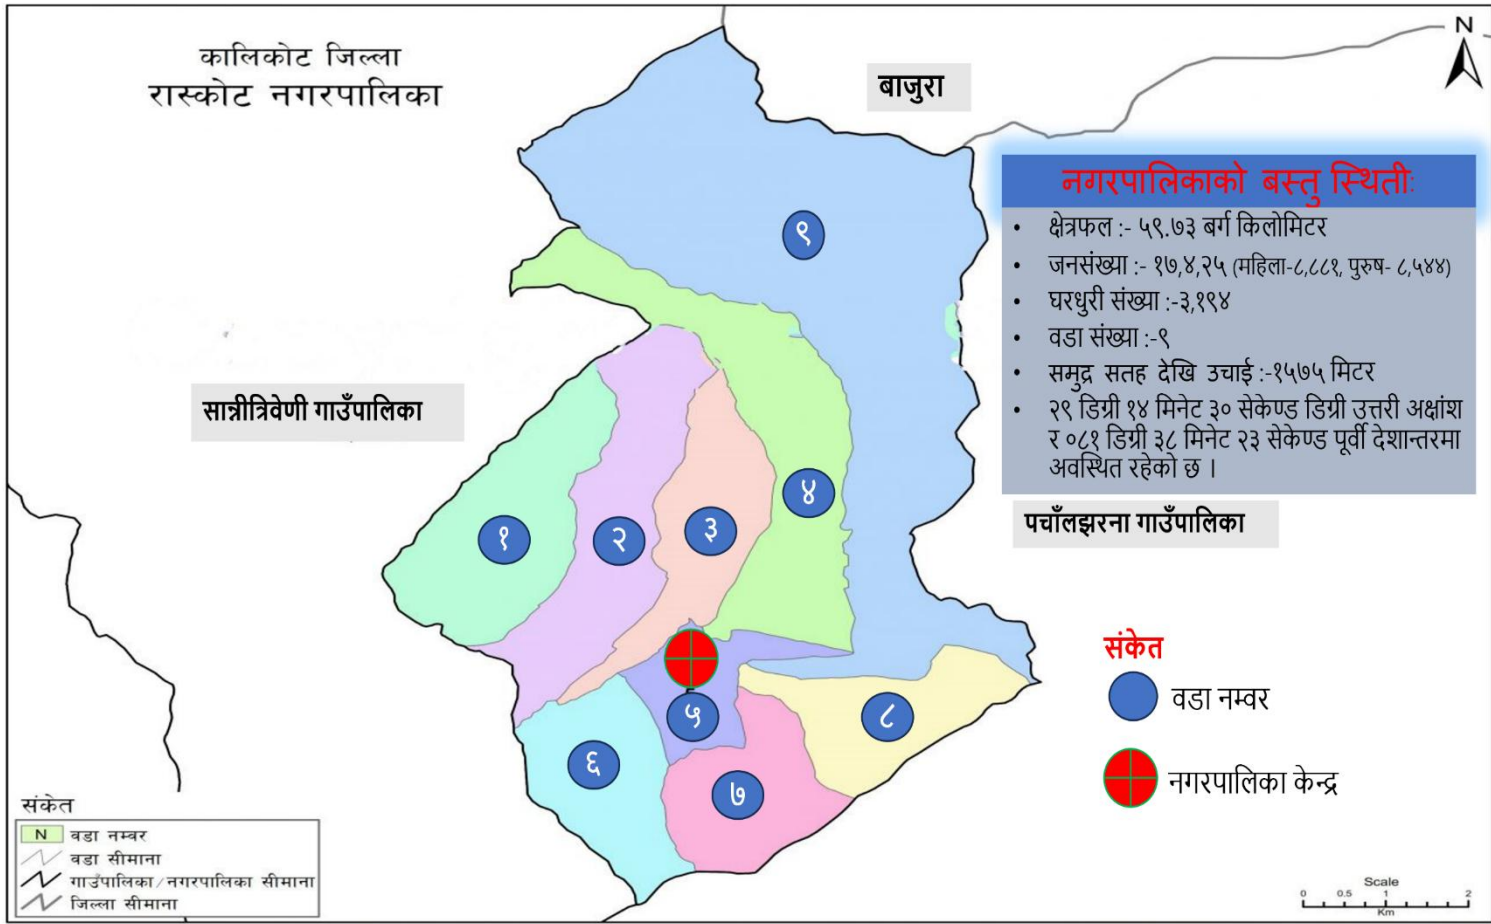 कालिकोट जिल्ला
रास्कोट नगरपालिका
बाजुरा
N
नगरपालिकाको बस्तु स्थितीः
• क्षेत्रफल :- ५९.७३ बर्ग किलोमिटर
• जनसंख्या :- १७,४,२५ (महिला-८,८८१, पुरुष- ८,५४४)
• घरधुरी संख्या :-३,१९४
• वडा संख्या :-९
• समुद्र सतह देखि उचाई :-१५७५ मिटर
• २९ डिग्री १४ मिनेट ३० सेकेण्ड डिग्री उत्तरी अक्षांश
र ०८१ डिग्री ३८ मिनेट २३ सेकेण्ड पूर्वी देशान्तरमा
अवस्थित रहेको छ ।
९
सान्नीत्रिवेणी गाउँपालिका
पचाँलझरना गाउँपालिका
१
२
३
४
५
६
७
८
संकेत
वडा नम्वर
नगरपालिका केन्द्र
संकेत
N वडा नम्वर
वडा सीमाना
गाउँपालिका/नगरपालिका सीमाना
जिल्ला सीमाना
Scale
0 0.5 1 2
Km